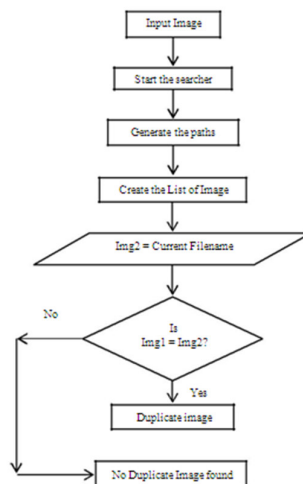 Input Image
Start the searcher
Generate the paths
Create the List of Image
Img2 = Current Filename
No
Is
Img1 = Img2?
Yes
Duplicate image
No Duplicate Image found